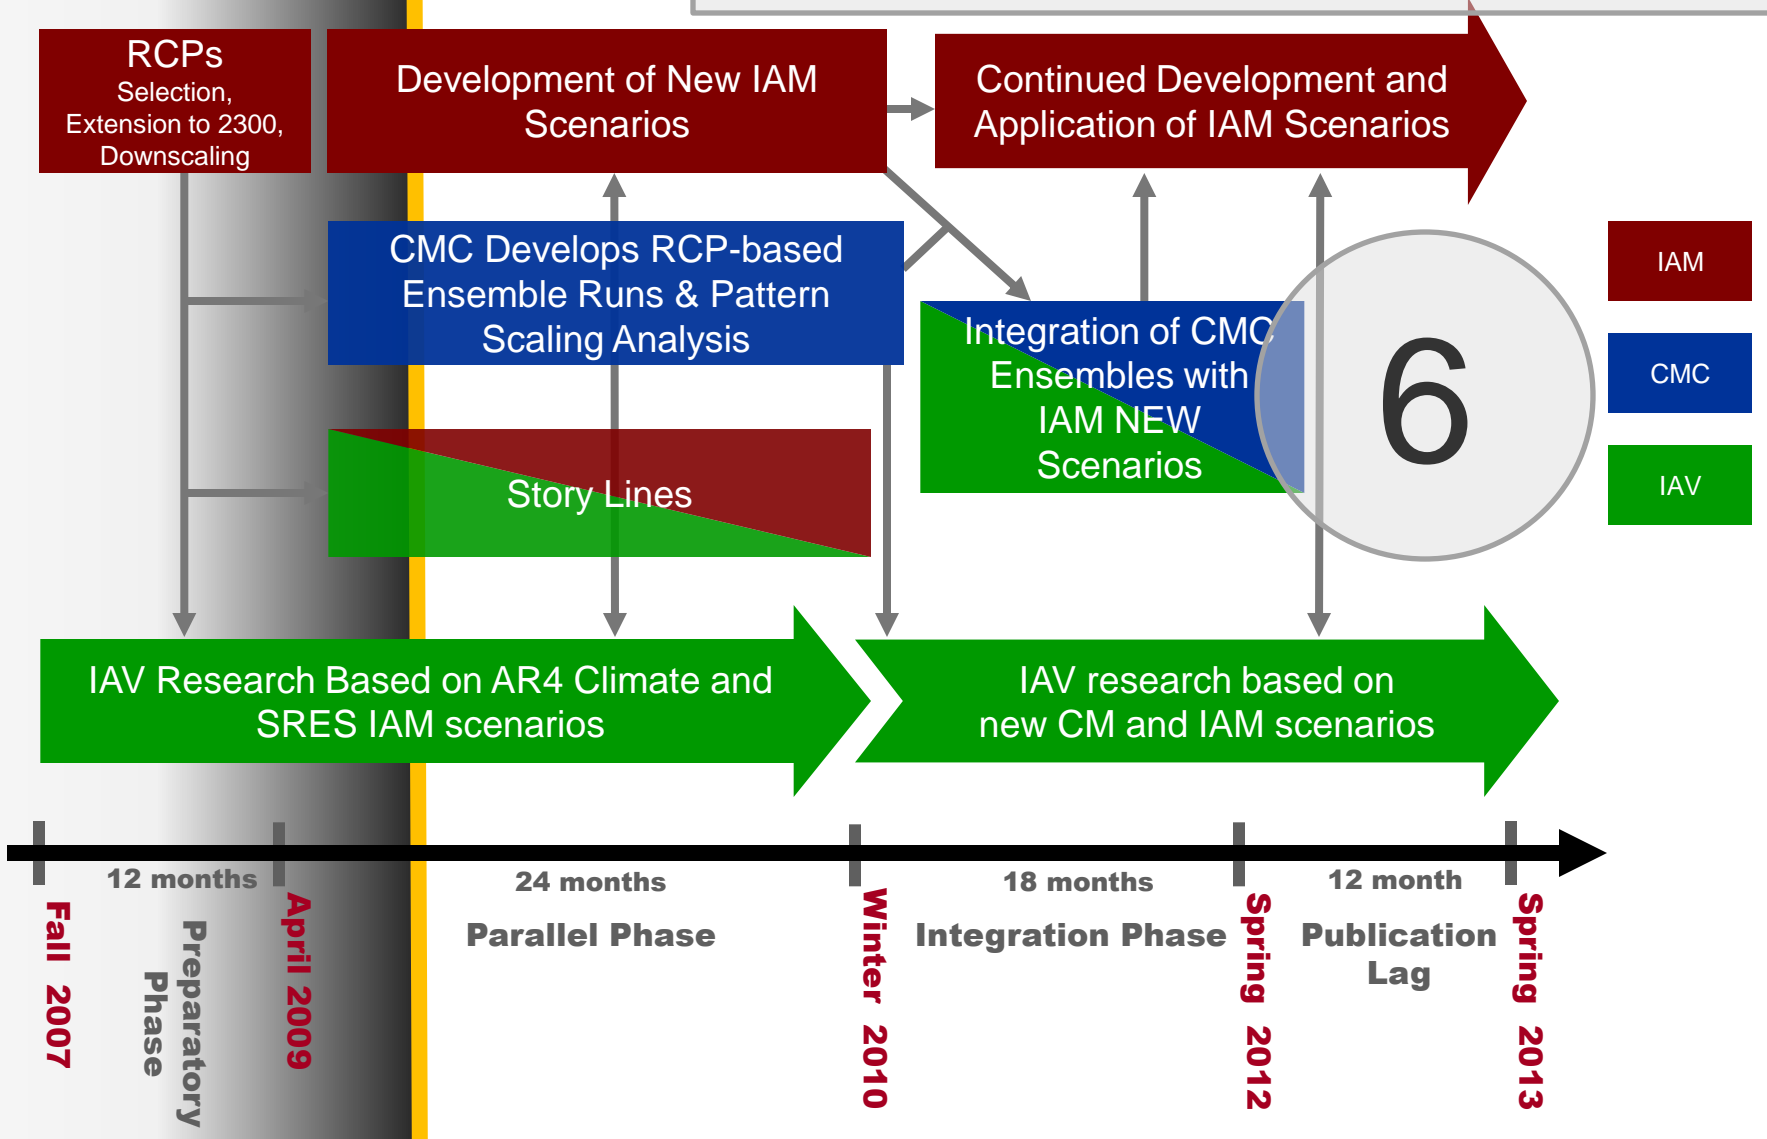 RCPs
Selection,
Extension to 2300,
Downscaling
Development of New IAM
Scenarios
Continued Development and
Application of IAM Scenarios
CMC Develops RCP-based
Ensemble Runs & Pattern
Scaling Analysis
Integration of CMC
Ensembles with
IAM NEW
Scenarios
6
IAM
CMC
IAV
Story Lines
IAV Research Based on AR4 Climate and
SRES IAM scenarios
IAV research based on
new CM and IAM scenarios
12 months
24 months
18 months
12 month
Fall 2007
Preparatory
Phase
April 2009
Parallel Phase
Winter 2010
Integration Phase
Spring 2012
Publication
Lag
Spring 2013